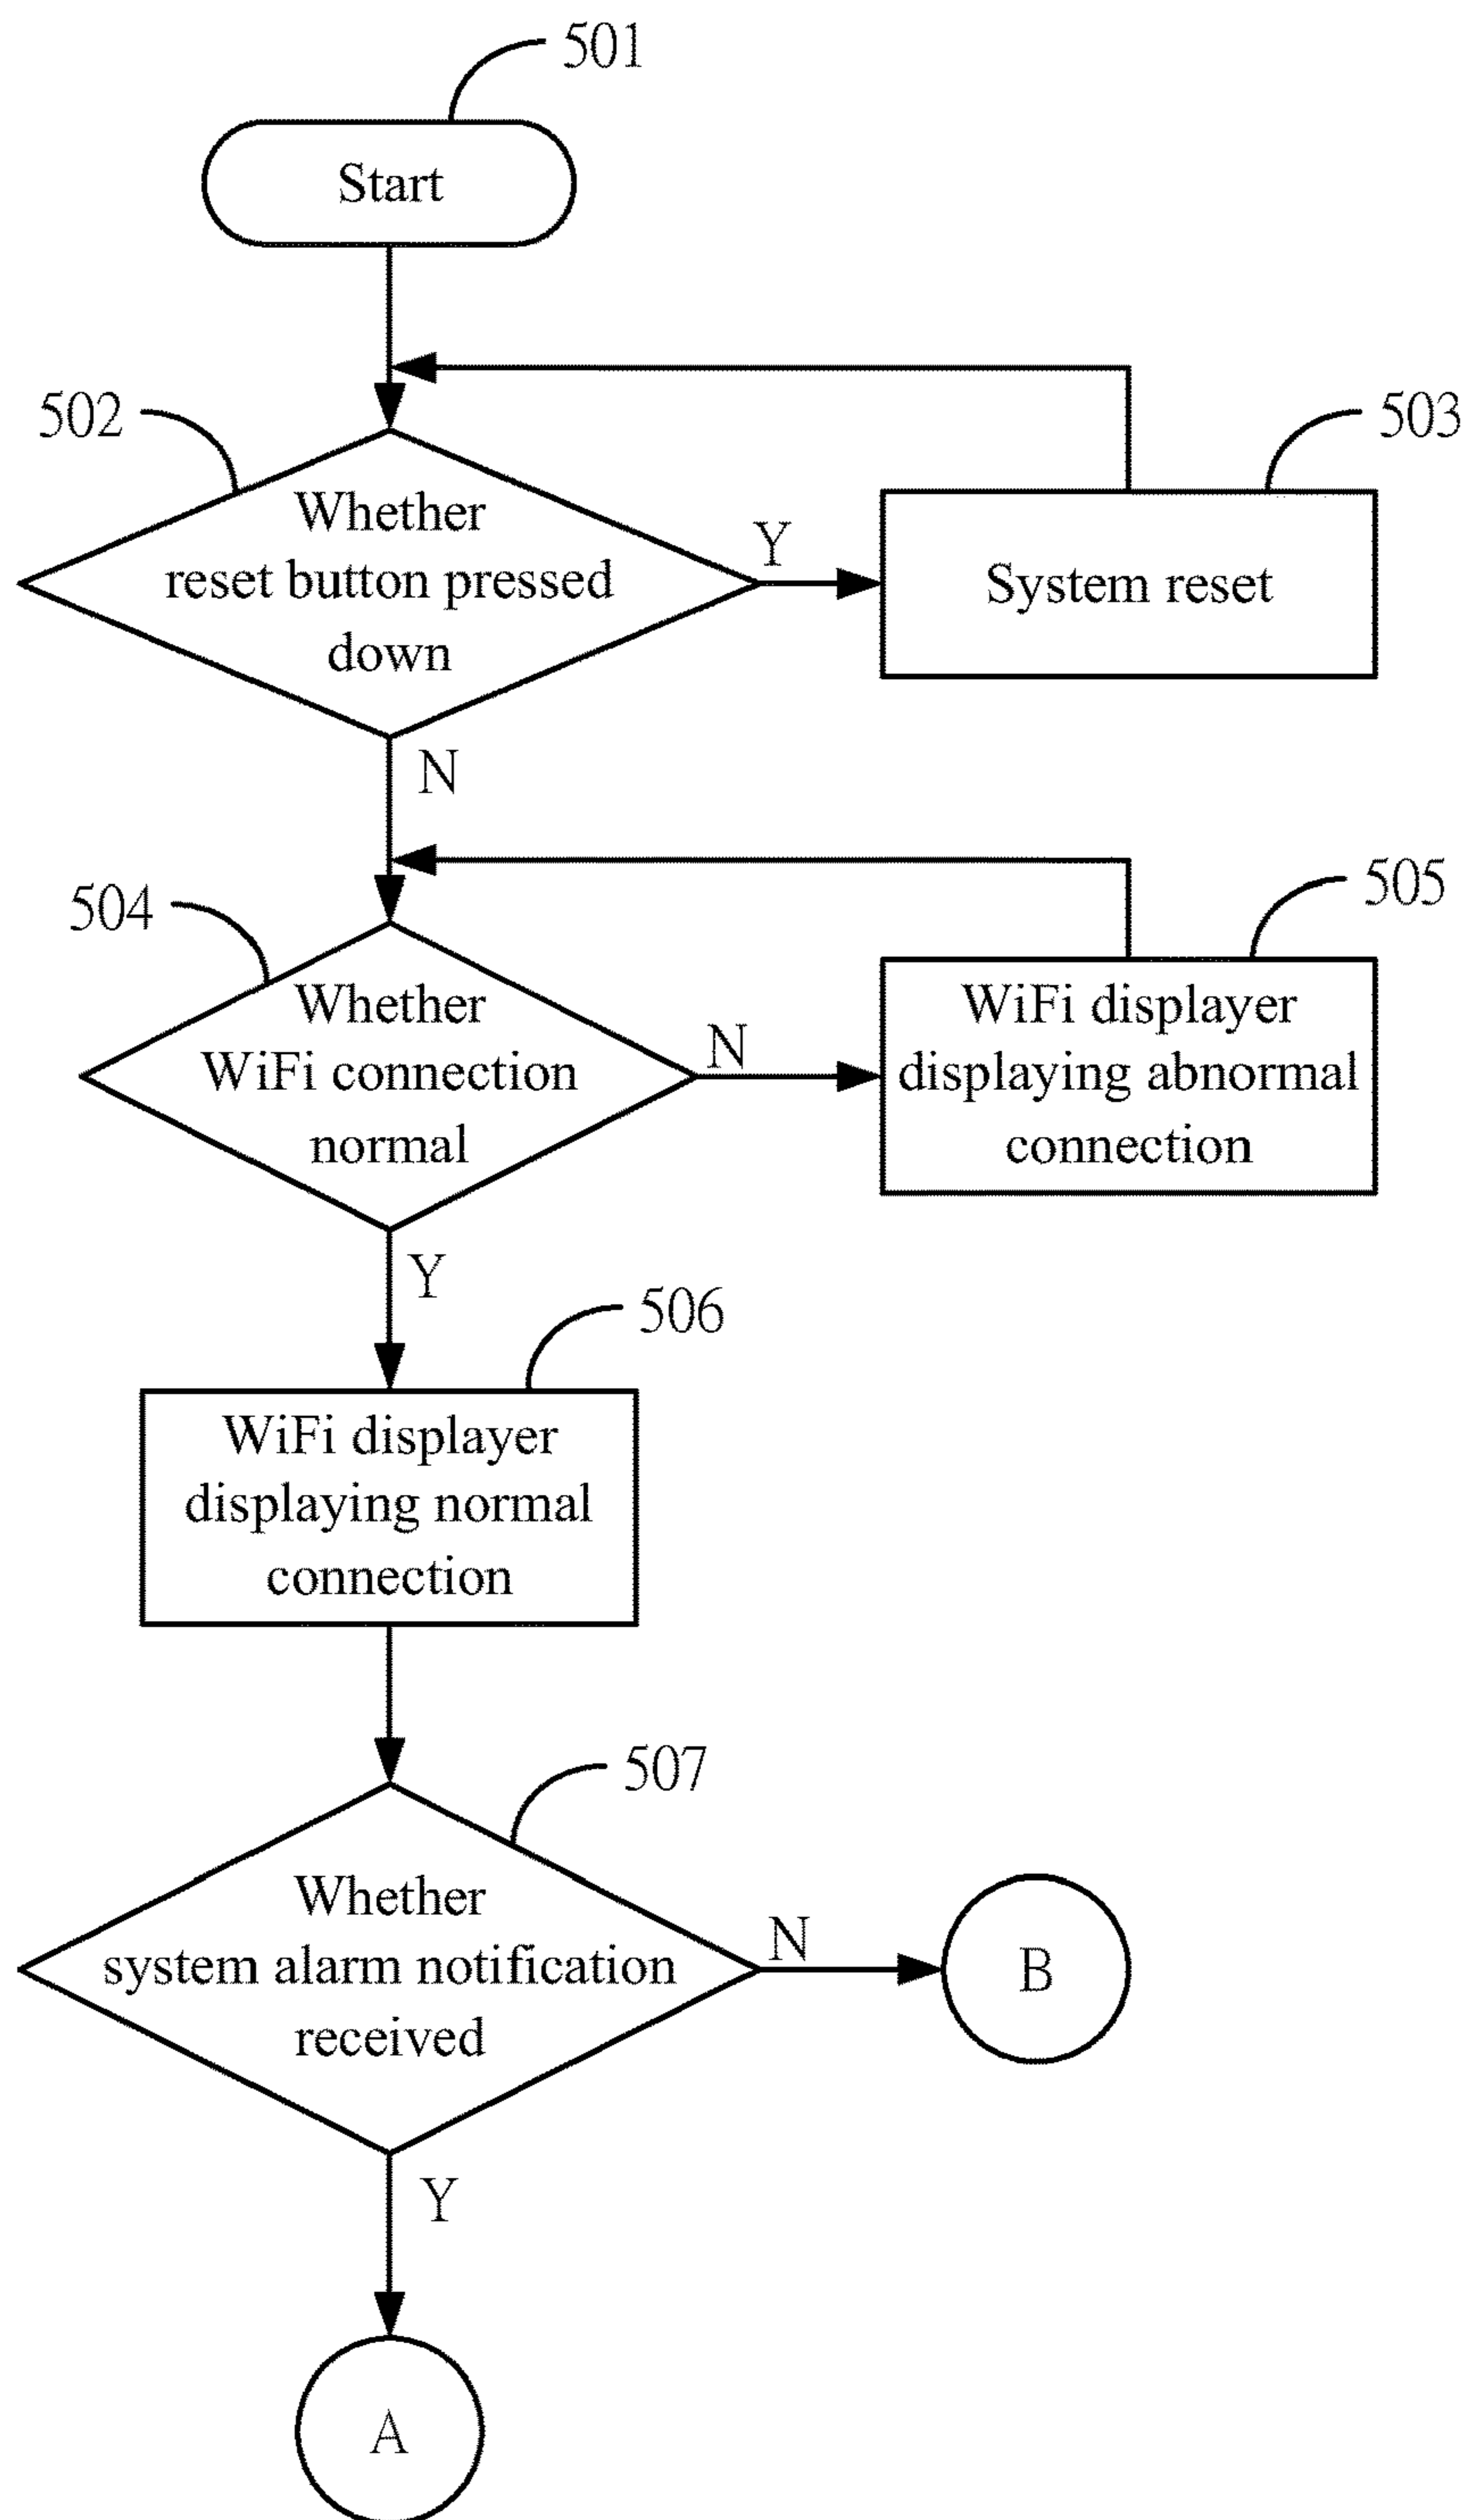 501
Start
502
503
Whether
reset button pressed
down
Y
System reset
N
504
505
Whether
WiFi connection
normal
N
WiFi displayer
displaying abnormal
connection
Y
506
WiFi displayer
displaying normal
connection
507
Whether
system alarm notification
received
N
B
Y
A